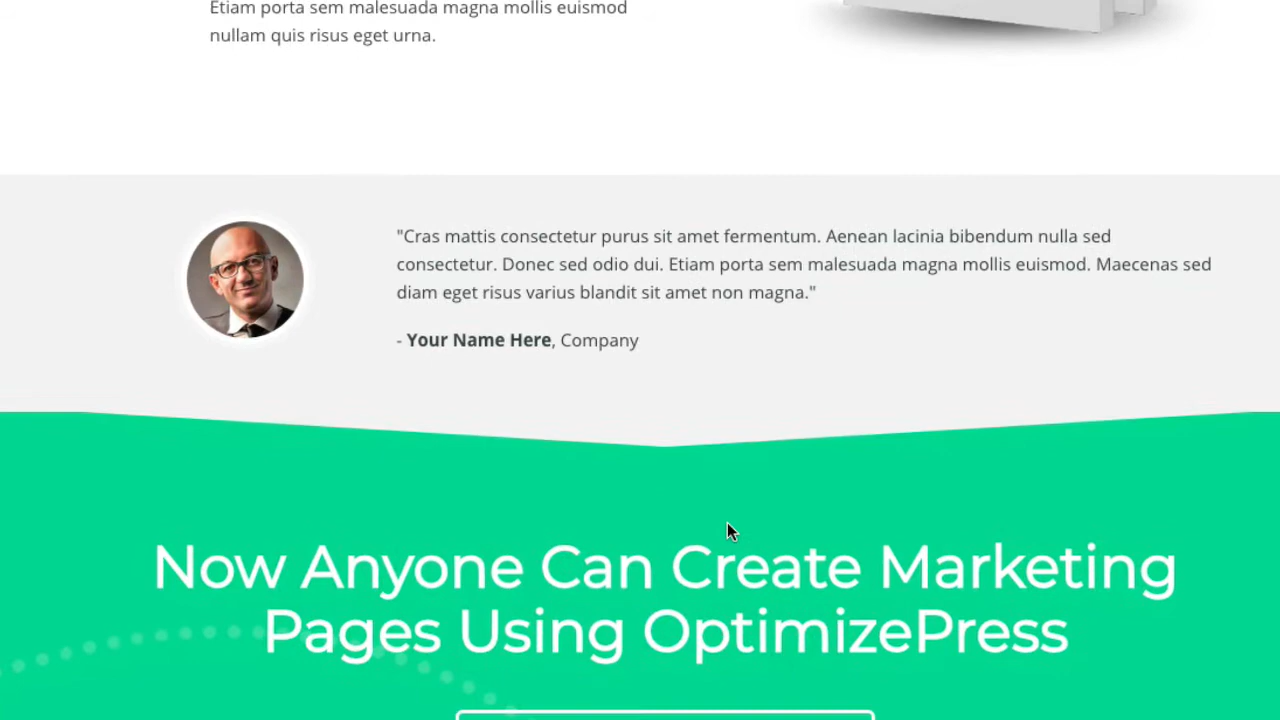 Etiam porta sem malesuada magna mollis euismod
nullam quis risus eget urna.
"Cras mattis consectetur purus sit amet fermentum. Aenean lacinia bibendum nulla sed
consectetur. Donec sed odio dui. Etiam porta sem malesuada magna mollis euismod. Maecenas sed
diam eget risus varius blandit sit amet non magna."
- Your Name Here, Company
Now Anyone Can Create Marketing
Pages Using OptimizePress